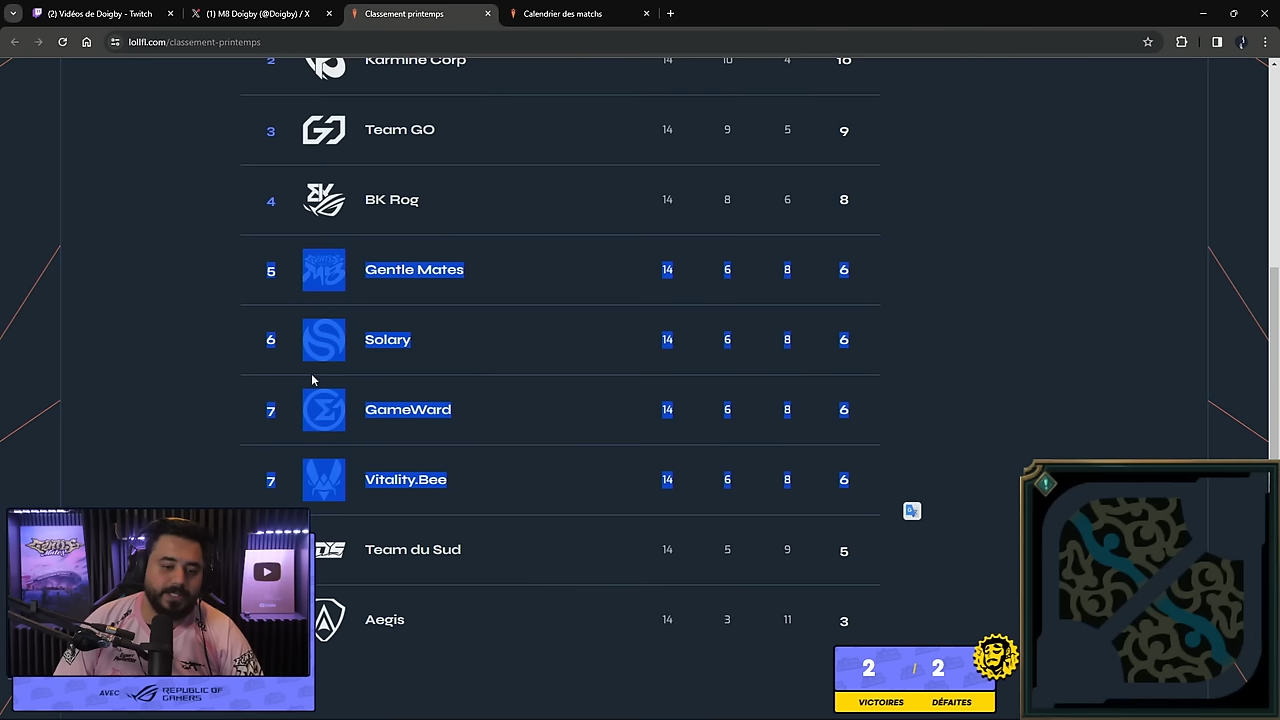 (2) Vidéos de Doigby - Twitch
(1) M8 Doigby (@Doigby) / X
Classement printemps
Calendrier des matchs
lollfl.com/classement-printemps
2 Karmine Corp 14 10 4 10
3 Team GO 14 9 5 9
4 BK Rog 14 8 6 8
5 Gentle Mates 14 6 8 6
6 Solary 14 6 8 6
7 GameWard 14 6 8 6
7 Vitality.Bee 14 6 8 6
Team du Sud 14 5 9 5
Aegis 14 3 11 3
AVEC REPUBLIC OF
GAMERS
2 / 2
VICTOIRES DÉFAITES